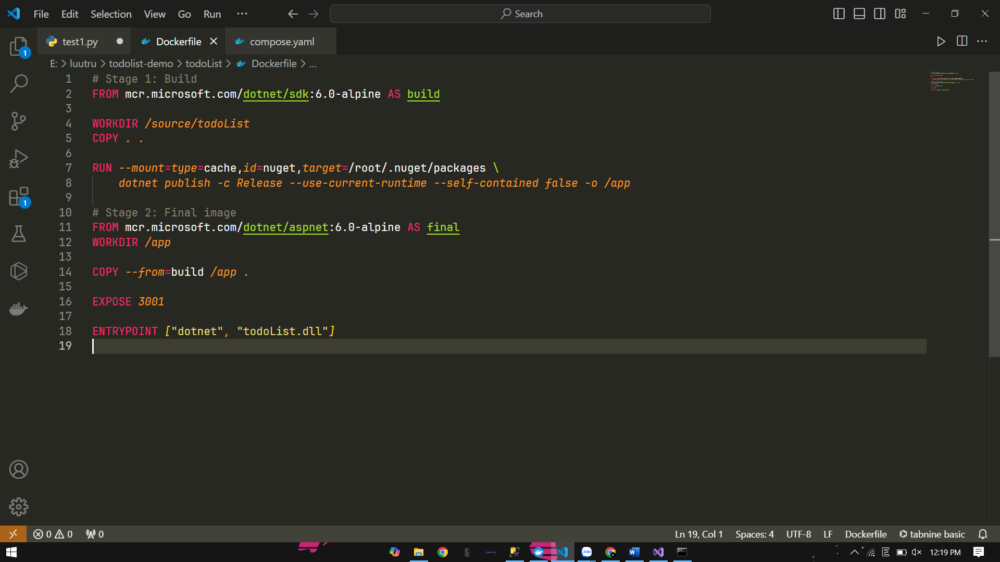 File Edit Selection View Go Run ··· Search
test1.py Dockerfile compose.yaml
E: > luutru > todolist-demo > todoList > Dockerfile > ...
1 # Stage 1: Build
2 FROM mcr.microsoft.com/dotnet/sdk:6.0-alpine AS build
3
4 WORKDIR /source/todoList
5 COPY . .
6
7 RUN --mount=type=cache,id=nuget,target=/root/.nuget/packages \
8 dotnet publish -c Release --use-current-runtime --self-contained false -o /app
9
10 # Stage 2: Final image
11 FROM mcr.microsoft.com/dotnet/aspnet:6.0-alpine AS final
12 WORKDIR /app
13
14 COPY --from=build /app .
15
16 EXPOSE 3001
17
18 ENTRYPOINT ["dotnet", "todoList.dll"]
19
1
1
0 0 0 Ln 19, Col 1 Spaces: 4 UTF-8 LF Dockerfile tabnine basic
Zalo E 12:19 PM